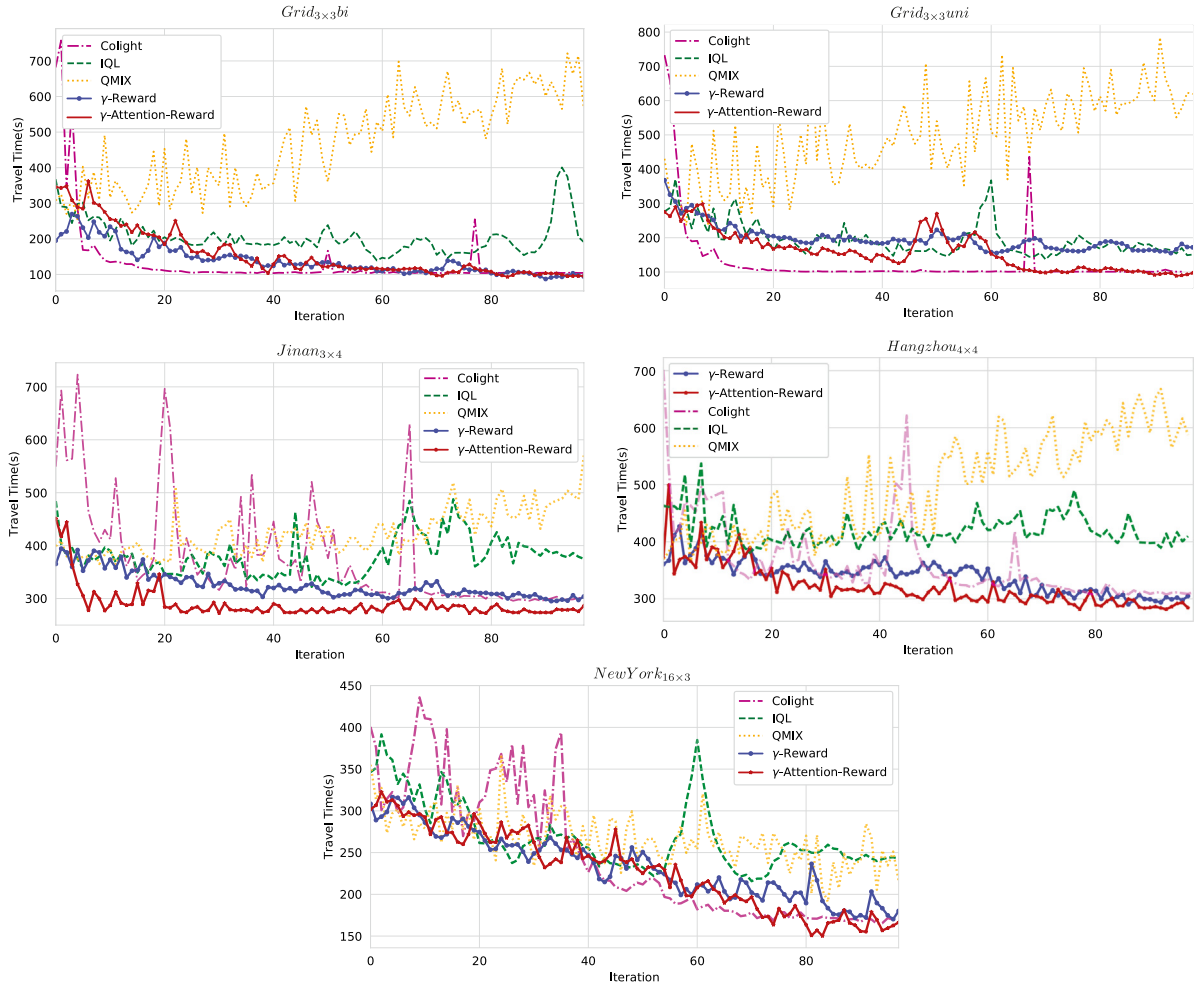 Grid3×3bi
Travel Time(s)
700
600
500
400
300
200
100
0
20
40
60
80
Iteration
Colight
IQL
QMIX
γ-Reward
γ-Attention-Reward
Grid3×3uni
Travel Time(s)
800
700
600
500
400
300
200
100
0
20
40
60
80
Iteration
Colight
IQL
QMIX
γ-Reward
γ-Attention-Reward
Jinan3×4
Travel Time(s)
700
600
500
400
300
0
20
40
60
80
Iteration
Colight
IQL
QMIX
γ-Reward
γ-Attention-Reward
Hangzhou4×4
Travel Time(s)
700
600
500
400
300
0
20
40
60
80
Iteration
γ-Reward
γ-Attention-Reward
Colight
IQL
QMIX
NewYork16×3
Travel Time(s)
450
400
350
300
250
200
150
0
20
40
60
80
Iteration
Colight
IQL
QMIX
γ-Reward
γ-Attention-Reward